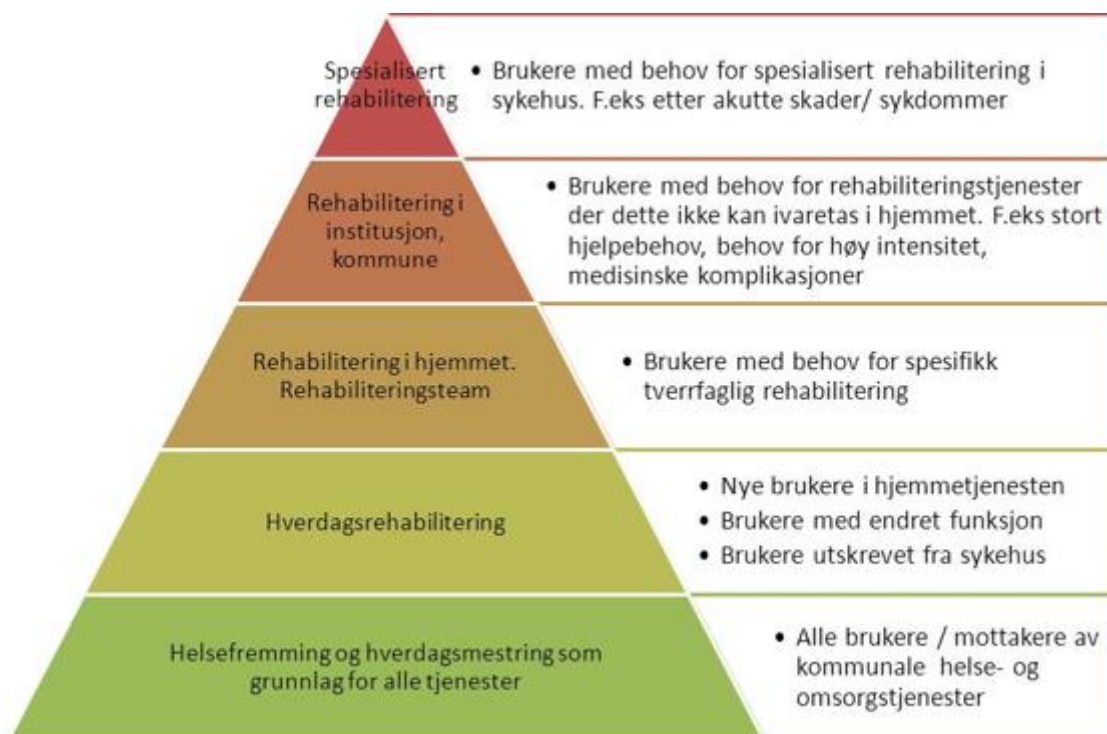 Spesialisert
rehabilitering
• Brukere med behov for spesialisert rehabilitering i
sykehus. F.eks etter akutte skader/ sykdommer
Rehabilitering i
institusjon,
kommune
• Brukere med behov for rehabiliteringstjenester
der dette ikke kan ivaretas i hjemmet. F.eks stort
hjelpebehov, behov for høy intensitet,
medisinske komplikasjoner
Rehabilitering i hjemmet.
Rehabiliteringsteam
• Brukere med behov for spesifikk
tverrfaglig rehabilitering
Hverdagsrehabilitering
• Nye brukere i hjemmetjenesten
• Brukere med endret funksjon
• Brukere utskrevet fra sykehus
Helsefremming og hverdagsmestring som
grunnlag for alle tjenester
• Alle brukere / mottakere av
kommunale helse- og
omsorgstjenester